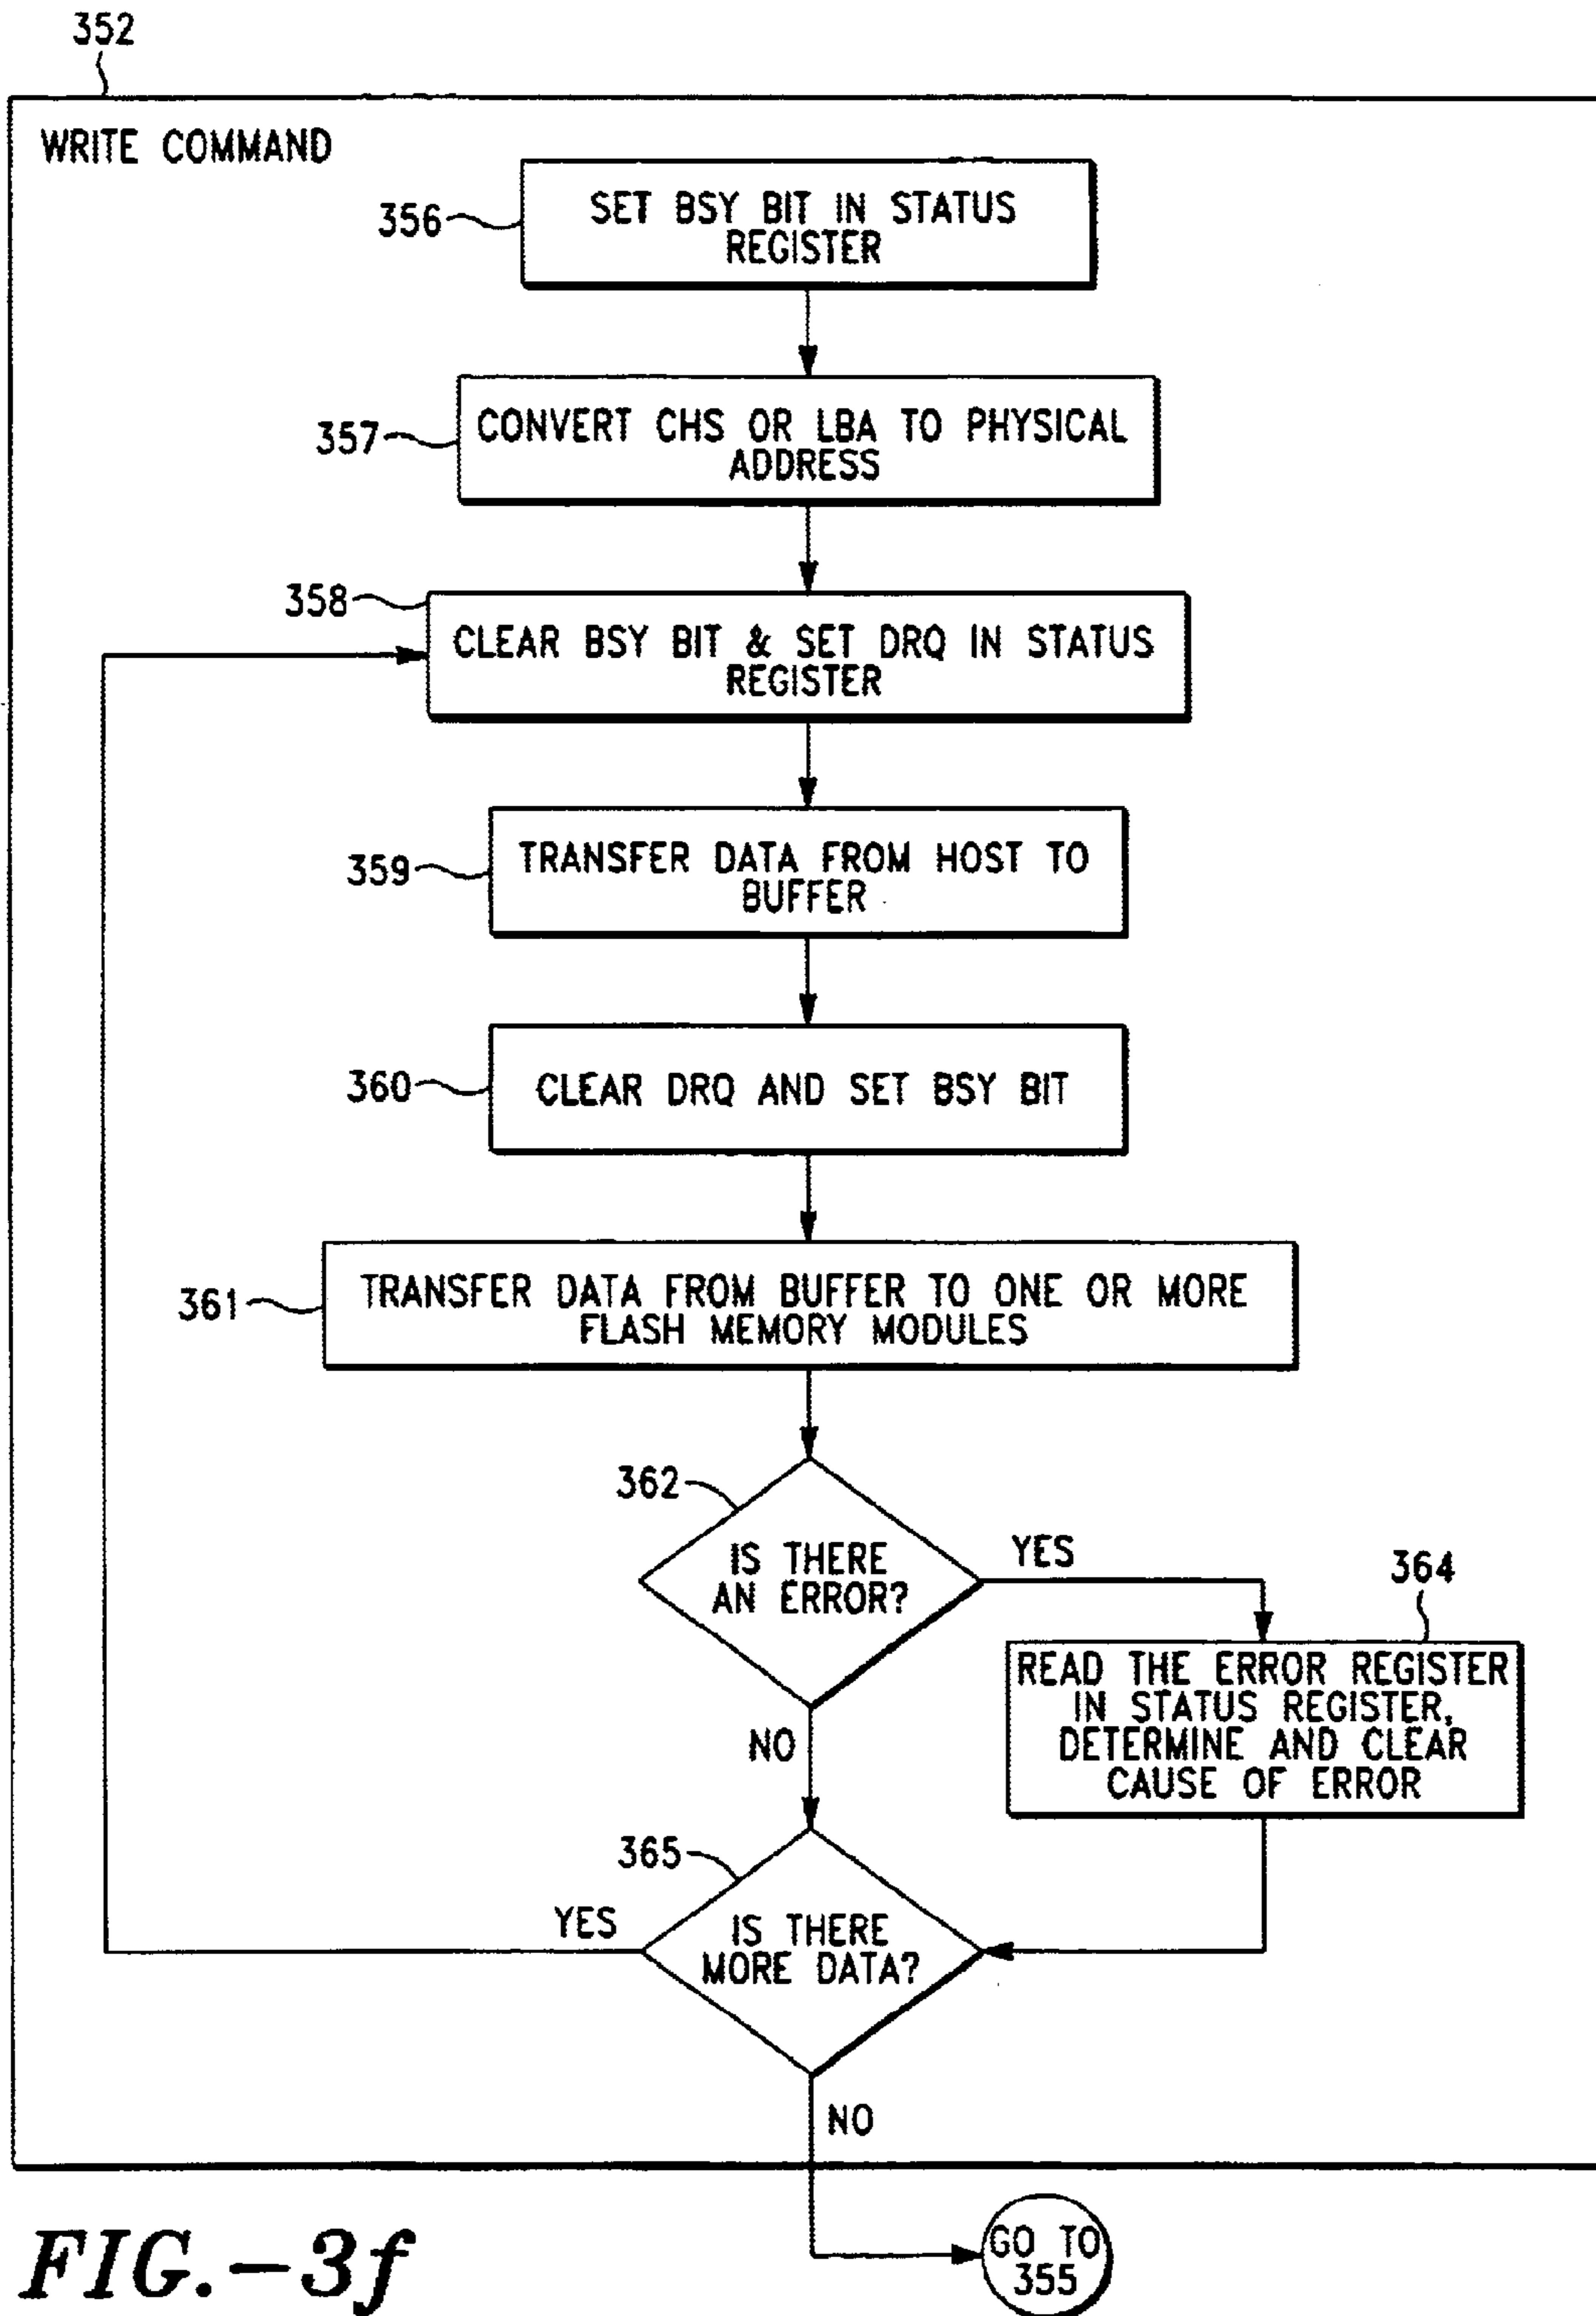 352
WRITE COMMAND
356
SET BSY BIT IN STATUS
REGISTER
357
CONVERT CHS OR LBA TO PHYSICAL
ADDRESS
358
CLEAR BSY BIT & SET DRQ IN STATUS
REGISTER
359
TRANSFER DATA FROM HOST TO
BUFFER
360
CLEAR DRQ AND SET BSY BIT
361
TRANSFER DATA FROM BUFFER TO ONE OR MORE
FLASH MEMORY MODULES
362
IS THERE
AN ERROR?
YES
364
READ THE ERROR REGISTER
IN STATUS REGISTER,
DETERMINE AND CLEAR
CAUSE OF ERROR
NO
365
IS THERE
MORE DATA?
YES
NO
GO TO
355
FIG.-3f